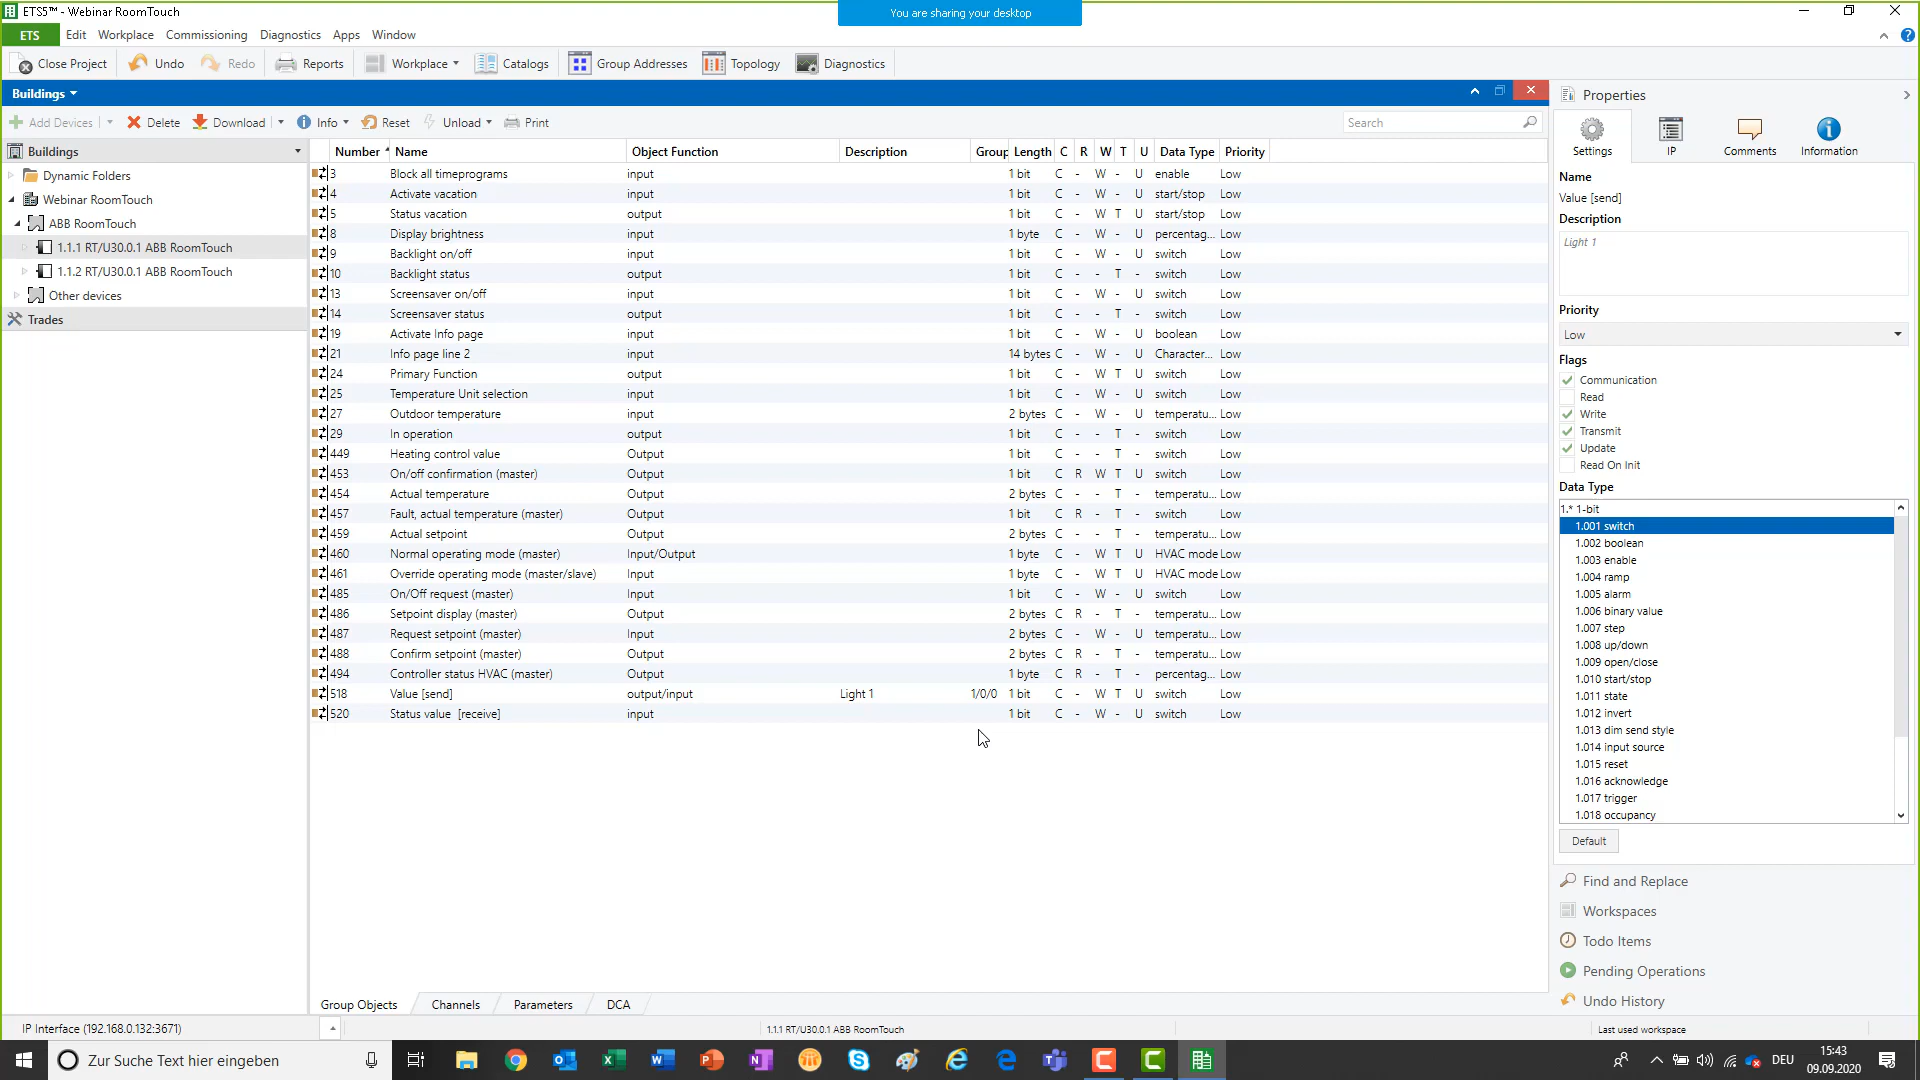 ETS5™ - Webinar RoomTouch
You are sharing your desktop
ETS Edit Workplace Commissioning Diagnostics Apps Window
Close Project Undo Redo Reports Workplace Catalogs Group Addresses Topology Diagnostics
Buildings
Add Devices Delete Download Info Reset Unload Print Search
Buildings
Dynamic Folders
Webinar RoomTouch
ABB RoomTouch
1.1.1 RT/U30.0.1 ABB RoomTouch
1.1.2 RT/U30.0.1 ABB RoomTouch
Other devices
Trades
Number Name Object Function Description Group Length C R W T U Data Type Priority
3 Block all timeprograms input 1 bit C - W - U enable Low
4 Activate vacation input 1 bit C - W - U start/stop Low
5 Status vacation output 1 bit C - W T U start/stop Low
8 Display brightness input 1 byte C - W - U percentag... Low
9 Backlight on/off input 1 bit C - W - U switch Low
10 Backlight status output 1 bit C - - T - switch Low
13 Screensaver on/off input 1 bit C - W - U switch Low
14 Screensaver status output 1 bit C - - T - switch Low
19 Activate Info page input 1 bit C - W - U boolean Low
21 Info page line 2 input 14 bytes C - W - U Character... Low
24 Primary Function output 1 bit C - W T U switch Low
25 Temperature Unit selection input 1 bit C - W - U switch Low
27 Outdoor temperature input 2 bytes C - W - U temperatu... Low
29 In operation output 1 bit C - - T - switch Low
449 Heating control value Output 1 bit C - - T - switch Low
453 On/off confirmation (master) Output 1 bit C R W T U switch Low
454 Actual temperature Output 2 bytes C - - T - temperatu... Low
457 Fault, actual temperature (master) Output 1 bit C R - T - switch Low
459 Actual setpoint Output 2 bytes C - - T - temperatu... Low
460 Normal operating mode (master) Input/Output 1 byte C - W T U HVAC mode Low
461 Override operating mode (master/slave) Input 1 byte C - W T U HVAC mode Low
485 On/Off request (master) Input 1 bit C - W - U switch Low
486 Setpoint display (master) Output 2 bytes C R - T - temperatu... Low
487 Request setpoint (master) Input 2 bytes C - W - U temperatu... Low
488 Confirm setpoint (master) Output 2 bytes C R - T - temperatu... Low
494 Controller status HVAC (master) Output 1 byte C R - T - percentag... Low
518 Value [send] output/input Light 1 1/0/0 1 bit C - W T U switch Low
520 Status value [receive] input 1 bit C - W - U switch Low
Group Objects Channels Parameters DCA
Properties
Settings IP Comments Information
Name
Value [send]
Description
Light 1
Priority
Low
Flags
Communication
Read
Write
Transmit
Update
Read On Init
Data Type
1.* 1-bit
1.001 switch
1.002 boolean
1.003 enable
1.004 ramp
1.005 alarm
1.006 binary value
1.007 step
1.008 up/down
1.009 open/close
1.010 start/stop
1.011 state
1.012 invert
1.013 dim send style
1.014 input source
1.015 reset
1.016 acknowledge
1.017 trigger
1.018 occupancy
Default
Find and Replace
Workspaces
Todo Items
Pending Operations
Undo History
IP Interface (192.168.0.132:3671) 1.1.1 RT/U30.0.1 ABB RoomTouch Last used workspace
Zur Suche Text hier eingeben DEU 15:43
09.09.2020